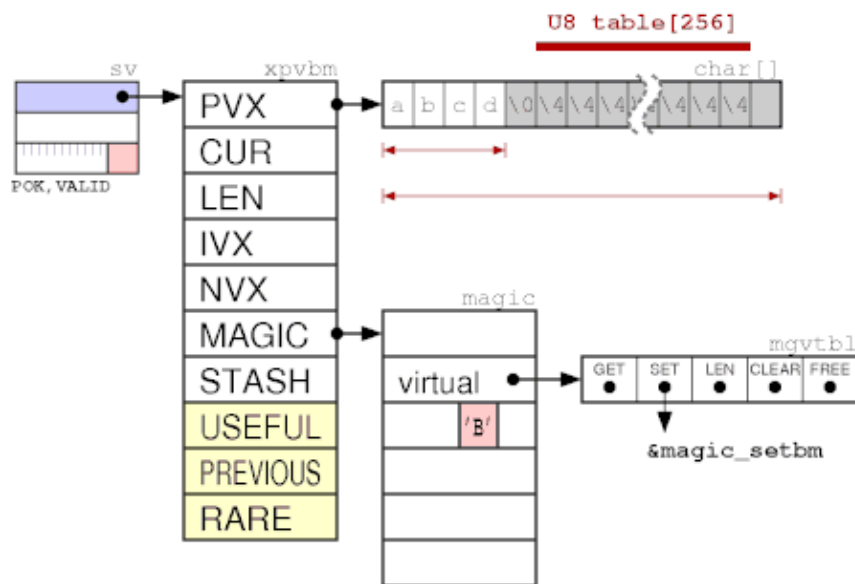 U8 table[256]
sv
xpvbm
char[]
PVX
a b c d \0 \4 \4 \4 \ \4 \4 \4
CUR
POK,VALID
LEN
IVX
NVX
magic
MAGIC
mgvtbl
STASH
virtual
GET SET LEN CLEAR FREE
USEFUL
'B'
&magic_setbm
PREVIOUS
RARE